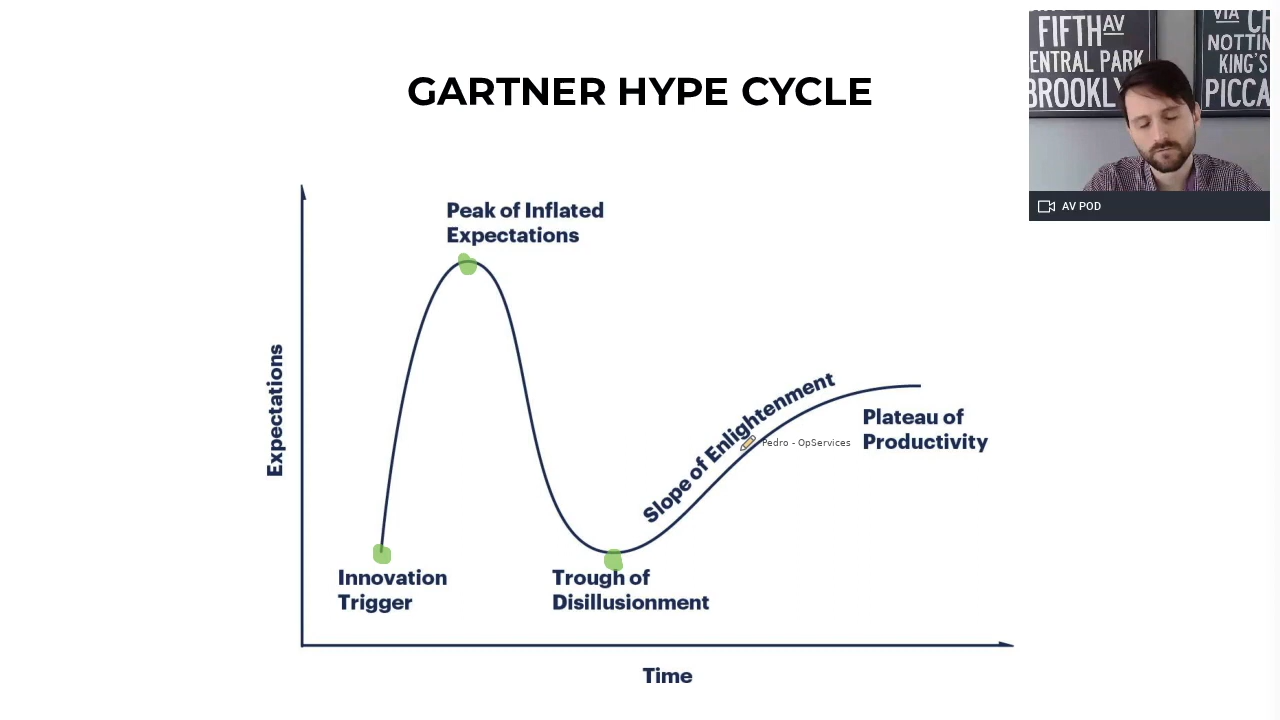 GARTNER HYPE CYCLE
FIFTH AV
ENTRAL PARK
BROOKLY
VIA CH
NOTTIN
KING'S
PICCA
AV POD
Peak of Inflated
Expectations
Expectations
Slope of Enlightenment
Pedro - OpServices
Plateau of
Productivity
Innovation
Trigger
Trough of
Disillusionment
Time